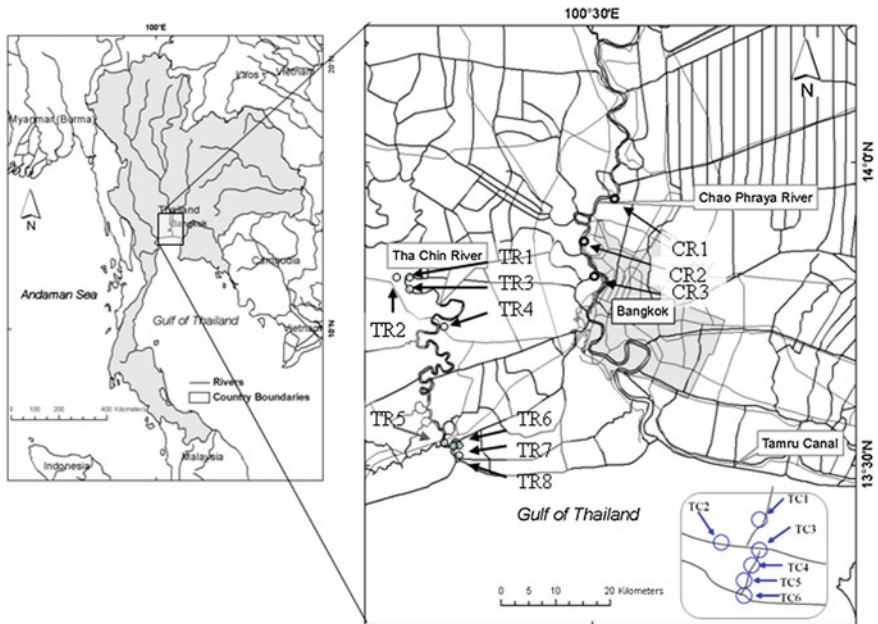 100°E
20°N
Laos
Vietnam
Myanmar (Burma)
N
Thailand
Bangkok
Cambodia
Andaman Sea
Gulf of Thailand
Vietnam
10°N
Rivers
Country Boundaries
400 200 0 400 Kilometers
Malaysia
Indonesia
100°30'E
N
14°0'N
Chao Phraya River
Tha Chin River
TR1
CR1
TR3
CR2
CR3
TR4
TR2
Bangkok
TR5
TR6
TR7
Tamru Canal
TR8
13°30'N
Gulf of Thailand
TC1
TC2
TC3
TC4
TC5
TC6
20 Kilometers
0 5 10 20